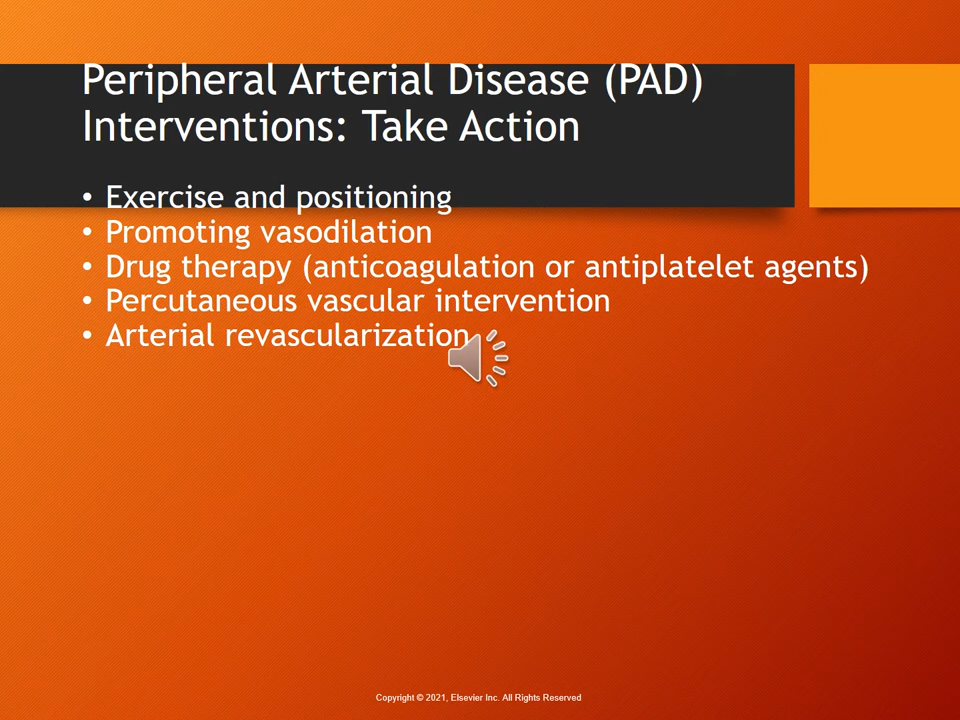 Peripheral Arterial Disease (PAD)
Interventions: Take Action
• Exercise and positioning
• Promoting vasodilation
• Drug therapy (anticoagulation or antiplatelet agents)
• Percutaneous vascular intervention
• Arterial revascularization
Copyright © 2021, Elsevier Inc. All Rights Reserved